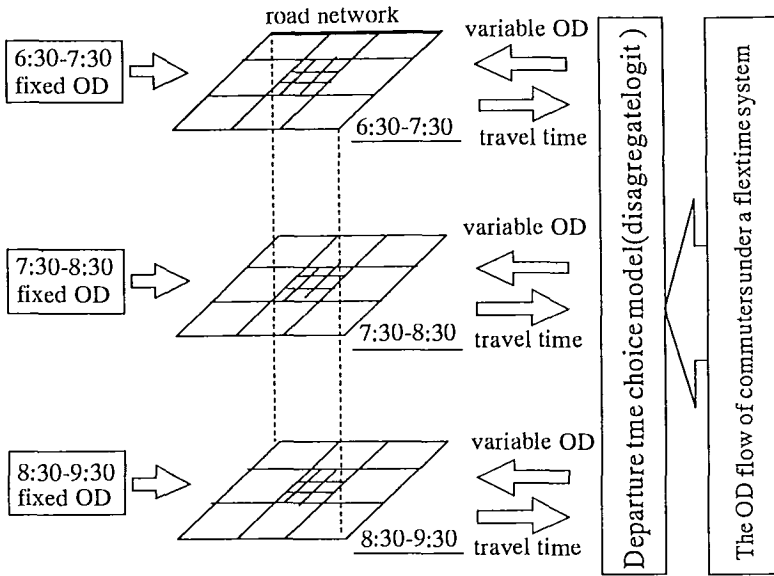 road network
6:30-7:30
fixed OD
variable OD
travel time
6:30-7:30
7:30-8:30
fixed OD
variable OD
travel time
7:30-8:30
8:30-9:30
fixed OD
variable OD
travel time
8:30-9:30
Departure tme choice model(disagregatelogit )
The OD flow of commuters under a flextime system